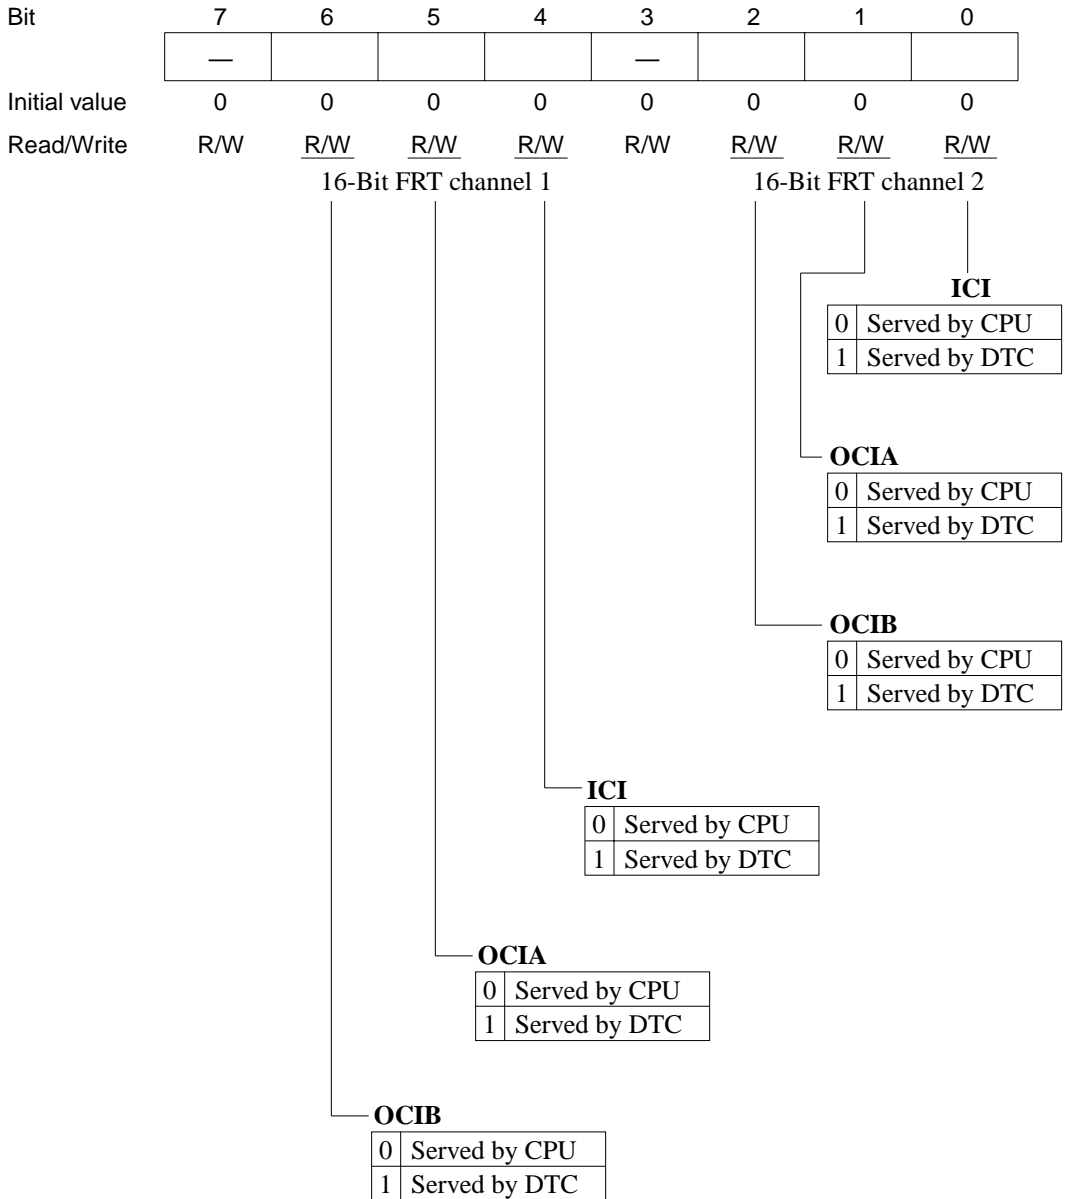 Bit 7 6 5 4 3 2 1 0
— —
Initial value 0 0 0 0 0 0 0 0
Read/Write R/W R/W R/W R/W R/W R/W R/W R/W
16-Bit FRT channel 1 16-Bit FRT channel 2
ICI
0 Served by CPU
1 Served by DTC
OCIA
0 Served by CPU
1 Served by DTC
OCIB
0 Served by CPU
1 Served by DTC
ICI
0 Served by CPU
1 Served by DTC
OCIA
0 Served by CPU
1 Served by DTC
OCIB
0 Served by CPU
1 Served by DTC